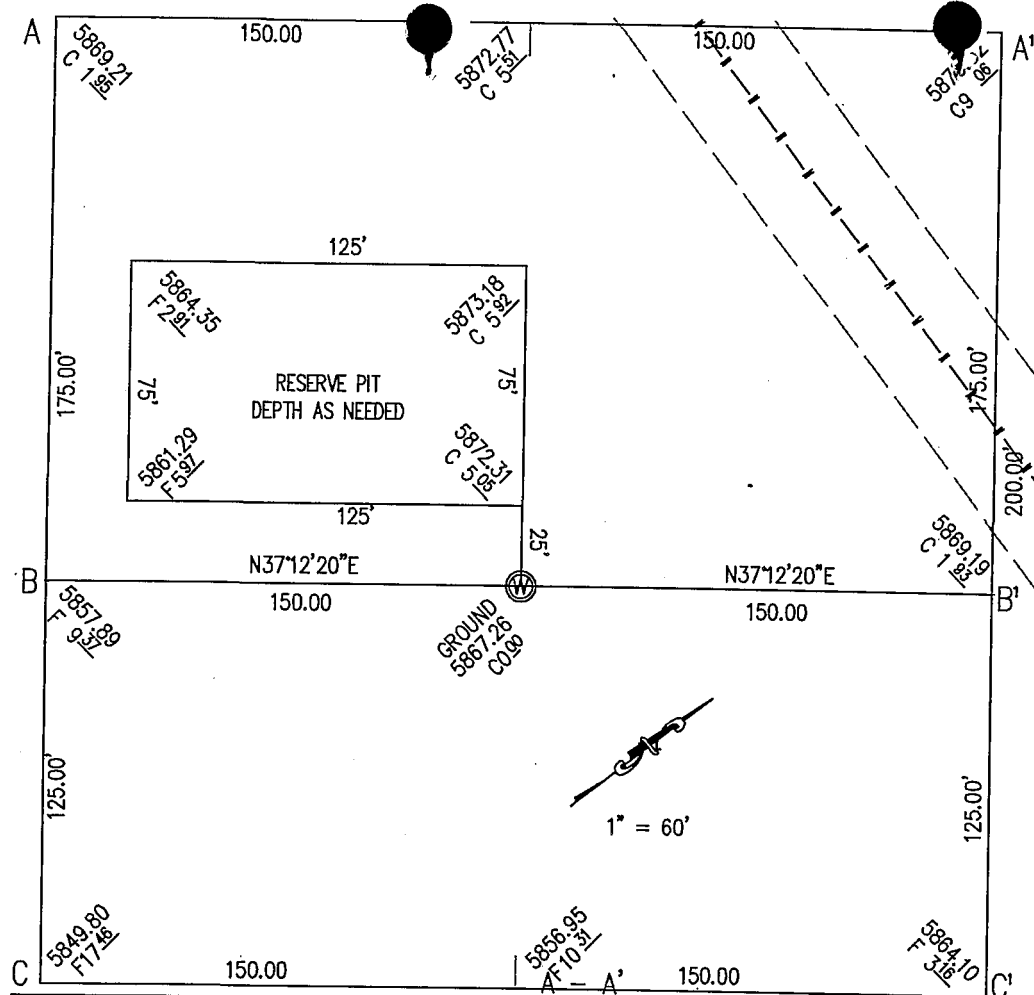 A
150.00
150.00
A'
5869.21
C 1.95
5872.77
C 5.51
C9 .06
125'
5864.35
F2.91
5873.18
C 5.92
175.00'
75'
RESERVE PIT
DEPTH AS NEEDED
75'
175.00'
5861.29
F5.97
5872.31
C 5.05
200.00'
125'
25'
5869.19
C 1.93
B
N37°12'20"E
W
N37°12'20"E
B'
150.00
150.00
5857.89
F 9.37
GROUND
5867.26
C0.00
125.00'
1" = 60'
125.00'
5849.80
F17.46
5856.95
F10.31
5864.10
F 3.16
C
150.00
150.00
C'
A - A'